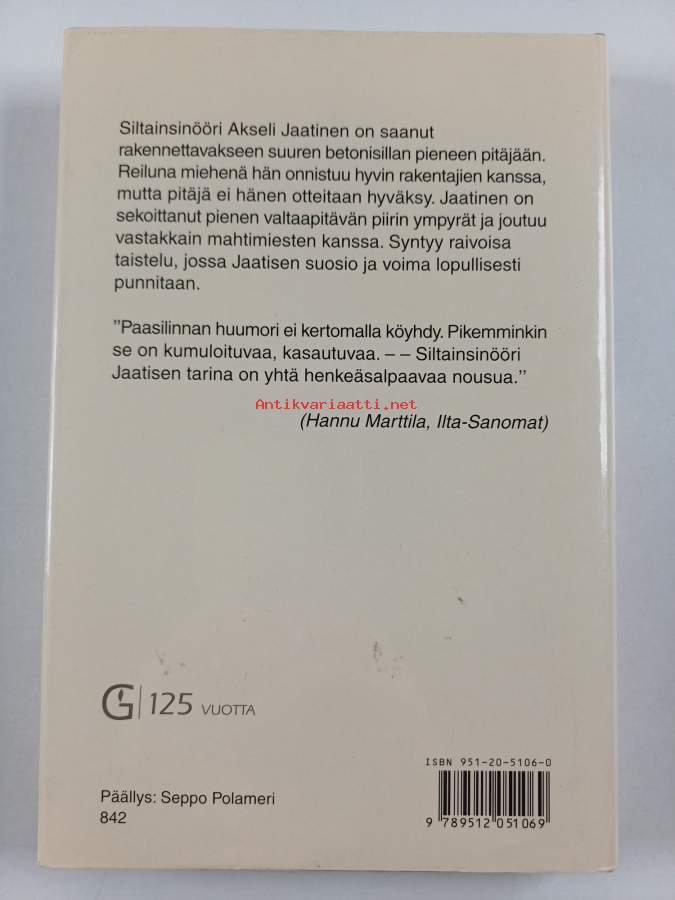 Siltainsinööri Akseli Jaatinen on saanut
rakennettavakseen suuren betonisillan pieneen pitäjään.
Reiluna miehenä hän onnistuu hyvin rakentajien kanssa,
mutta pitäjä ei hänen otteitaan hyväksy. Jaatinen on
sekoittanut pienen valtaapitävän piirin ympyrät ja joutuu
vastakkain mahtimiesten kanssa. Syntyy raivoisa
taistelu, jossa Jaatisen suosio ja voima lopullisesti
punnitaan.
”Paasilinnan huumori ei kertomalla köyhdy. Pikemminkin
se on kumuloituvaa, kasautuvaa. – – Siltainsinööri
Jaatisen tarina on yhtä henkeäsalpaavaa nousua.”
Antikvariaatti.net
(Hannu Marttila, Ilta-Sanomat)
G 125 VUOTTA
ISBN 951-20-5106-0
Päällys: Seppo Polameri
842
9 789512 051069